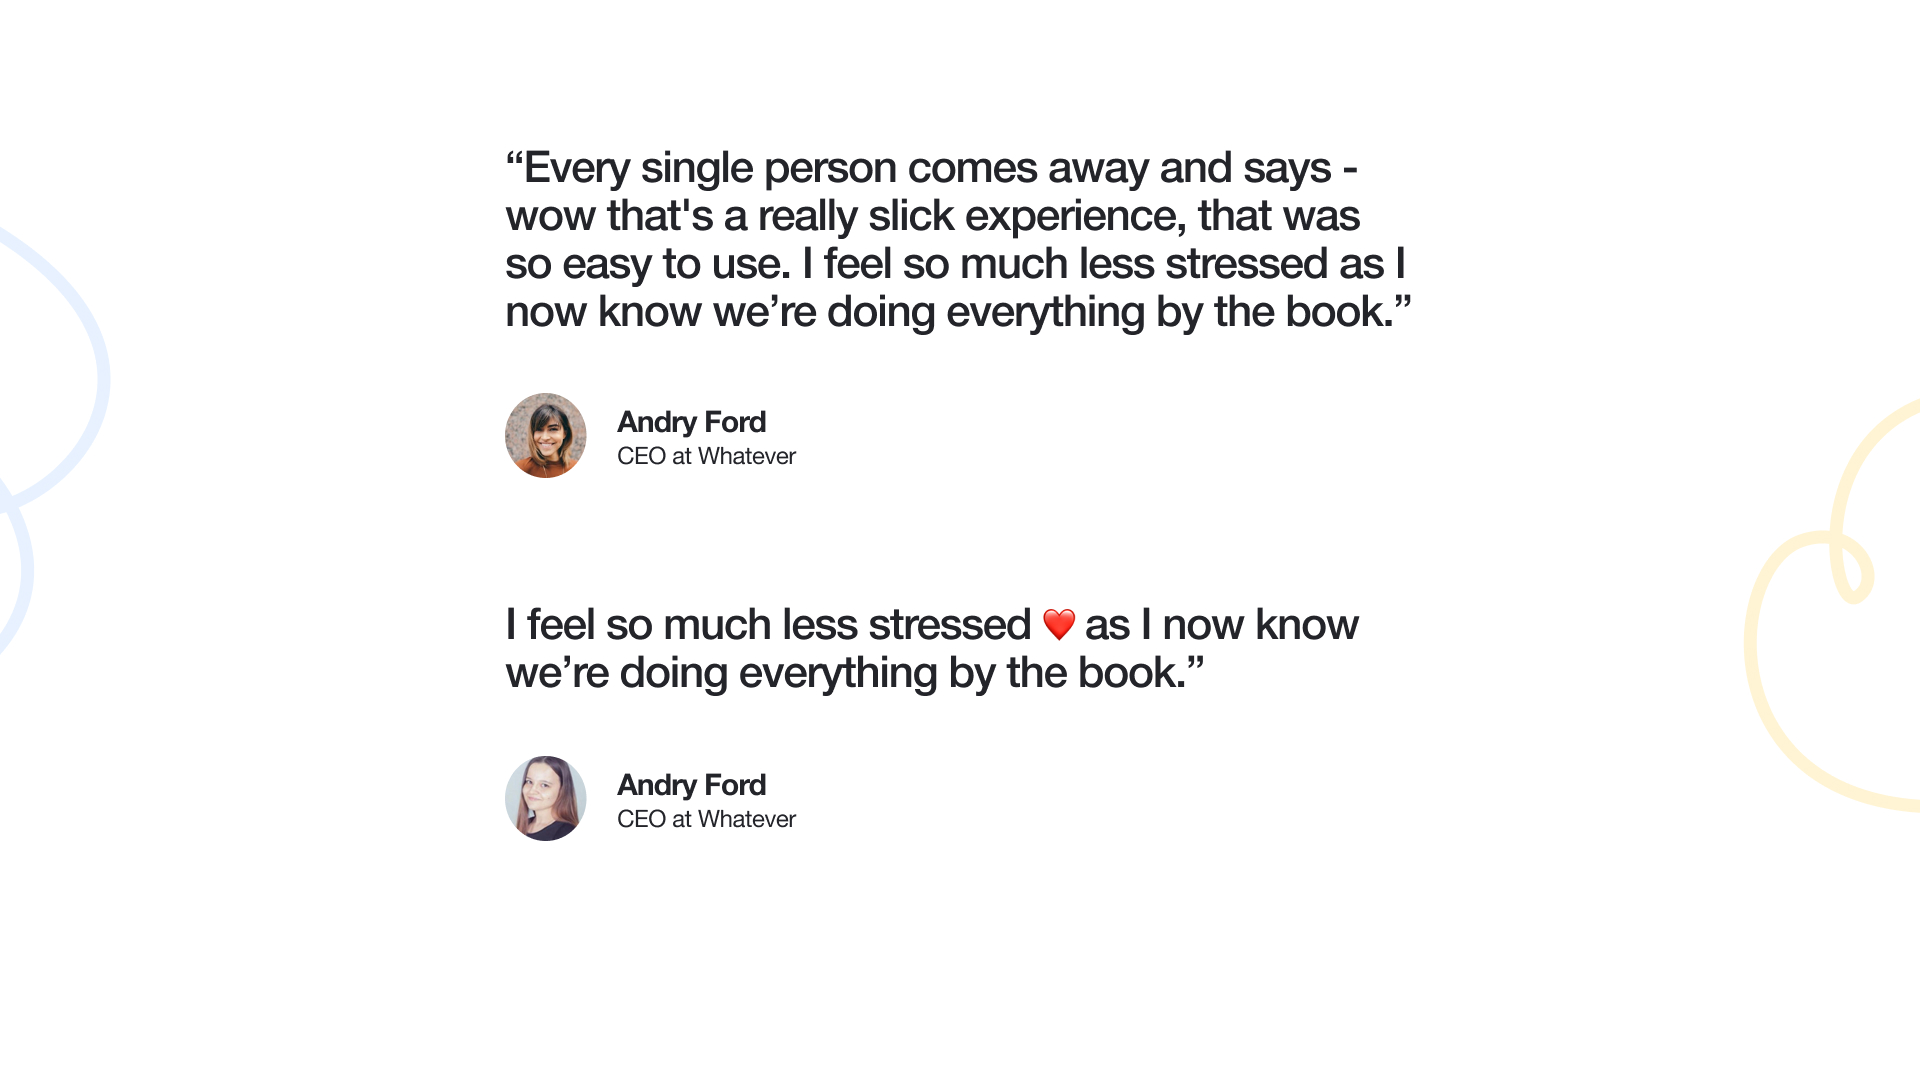 “Every single person comes away and says -
wow that's a really slick experience, that was
so easy to use. I feel so much less stressed as I
now know we’re doing everything by the book.”
Andry Ford
CEO at Whatever
I feel so much less stressed ❤️ as I now know
we’re doing everything by the book.”
Andry Ford
CEO at Whatever